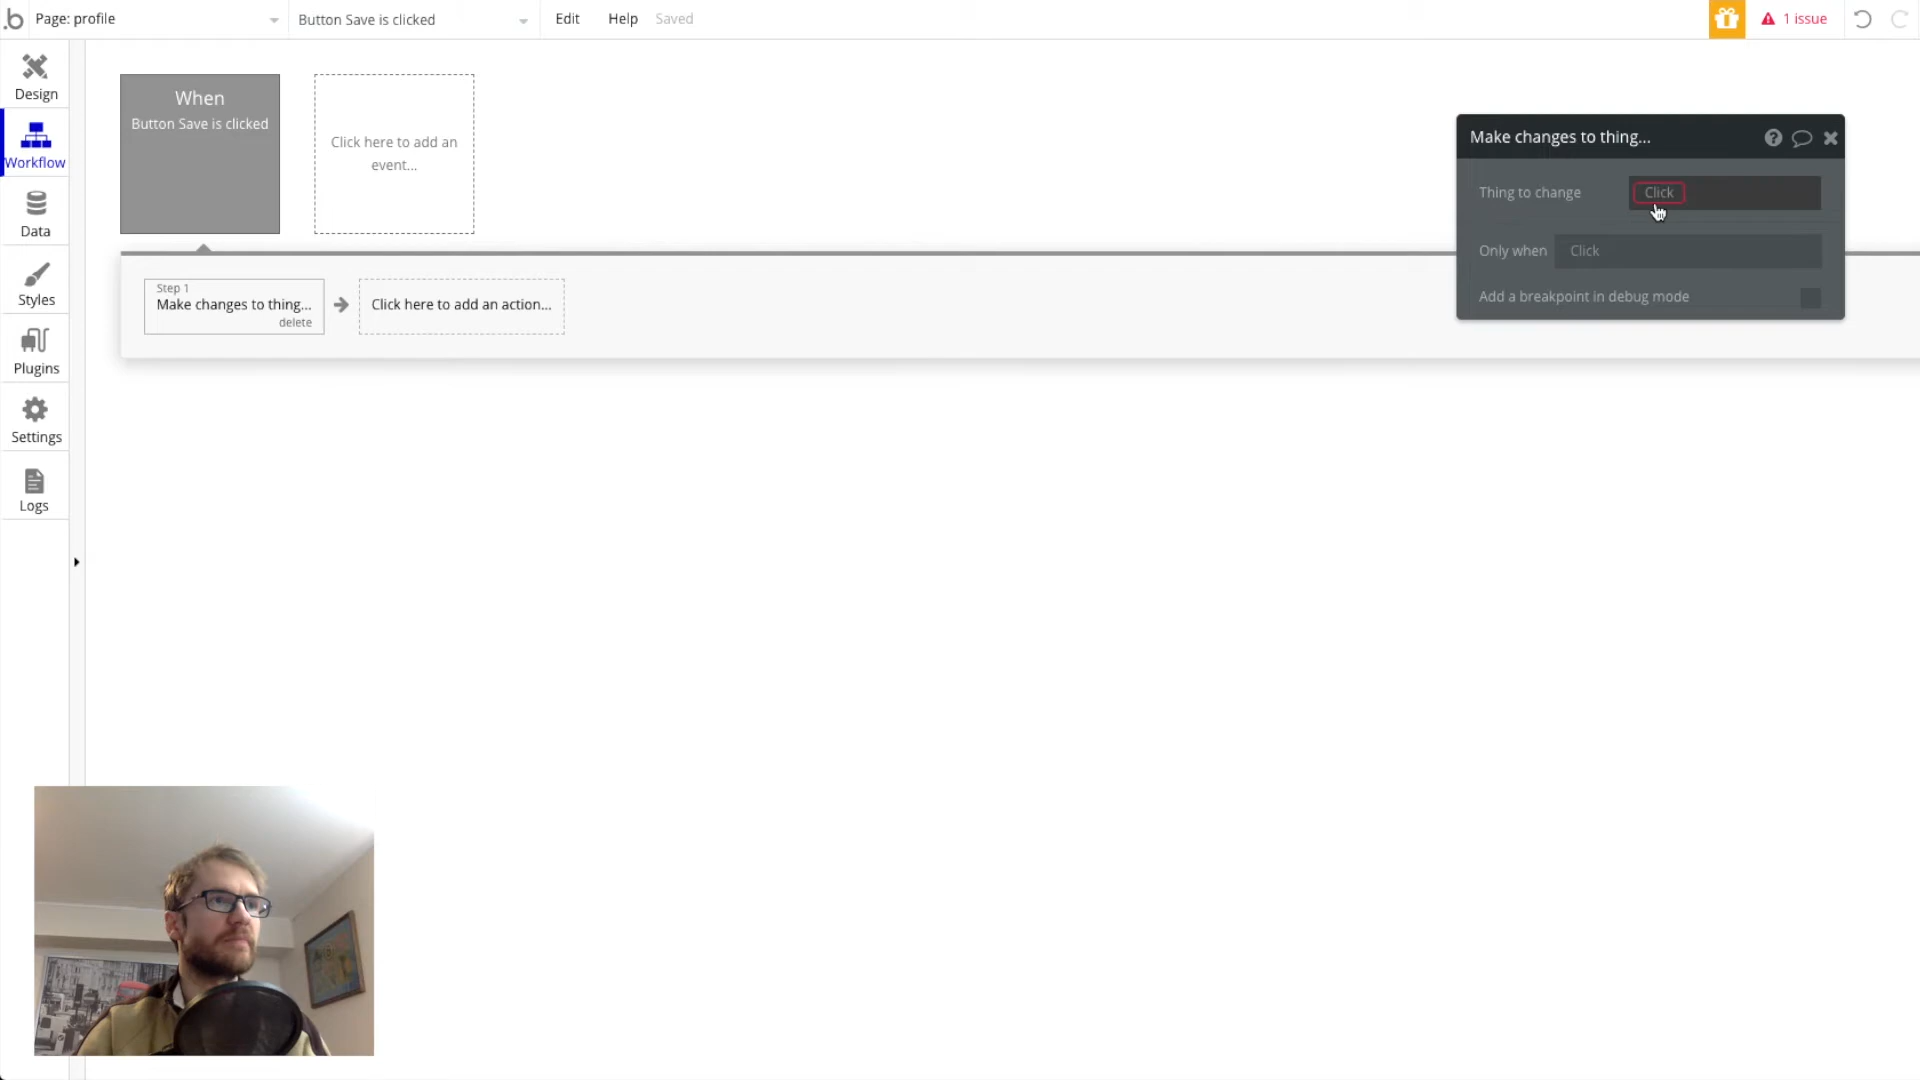 .b Page: profile Button Save is clicked Edit Help Saved 1 issue
Design
Workflow
Data
Styles
Plugins
Settings
Logs
When
Button Save is clicked
Click here to add an
event...
Step 1
Make changes to thing...
delete
Click here to add an action...
Make changes to thing...
Thing to change Click
Only when Click
Add a breakpoint in debug mode